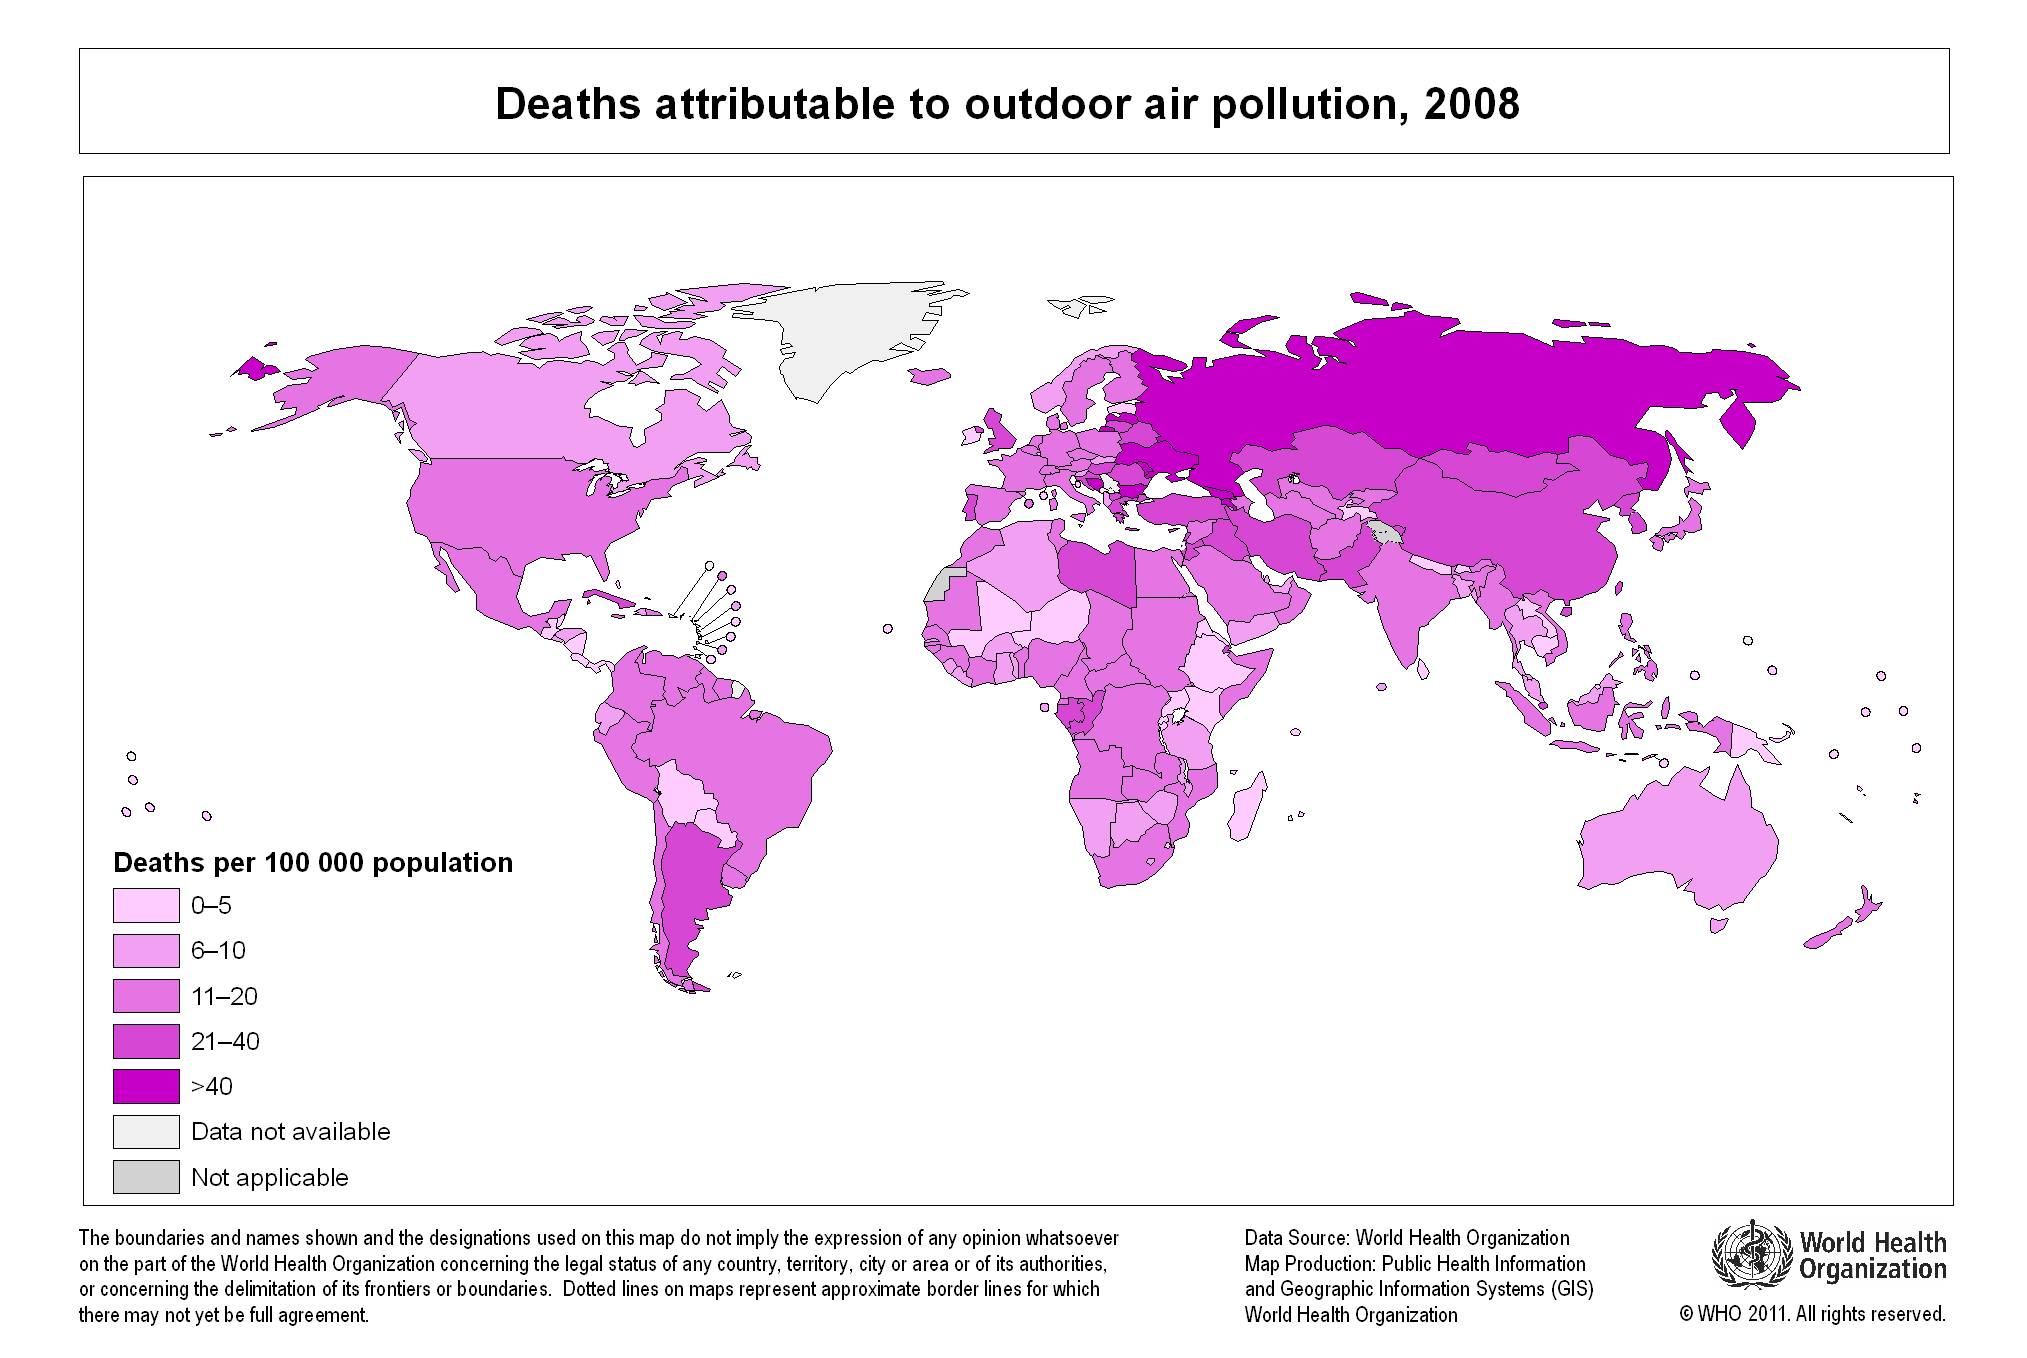 Deaths attributable to outdoor air pollution, 2008
Deaths per 100 000 population
0–5
6–10
11–20
21–40
>40
Data not available
Not applicable
The boundaries and names shown and the designations used on this map do not imply the expression of any opinion whatsoever
on the part of the World Health Organization concerning the legal status of any country, territory, city or area or of its authorities,
or concerning the delimitation of its frontiers or boundaries.  Dotted lines on maps represent approximate border lines for which
there may not yet be full agreement.
Data Source: World Health Organization
Map Production: Public Health Information
and Geographic Information Systems (GIS)
World Health Organization
World Health
Organization
© WHO 2011. All rights reserved.